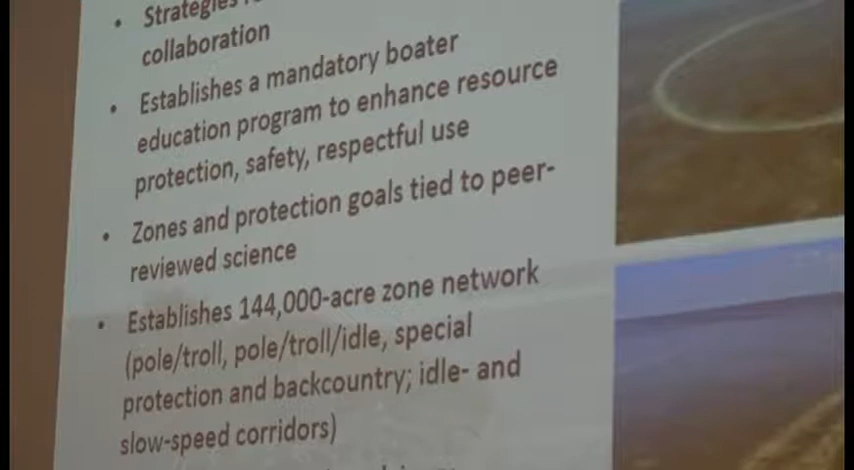 • Strategies
collaboration
• Establishes a mandatory boater
education program to enhance resource
protection, safety, respectful use
• Zones and protection goals tied to peer-
reviewed science
• Establishes 144,000-acre zone network
(pole/troll, pole/troll/idle, special
protection and backcountry; idle- and
slow-speed corridors)